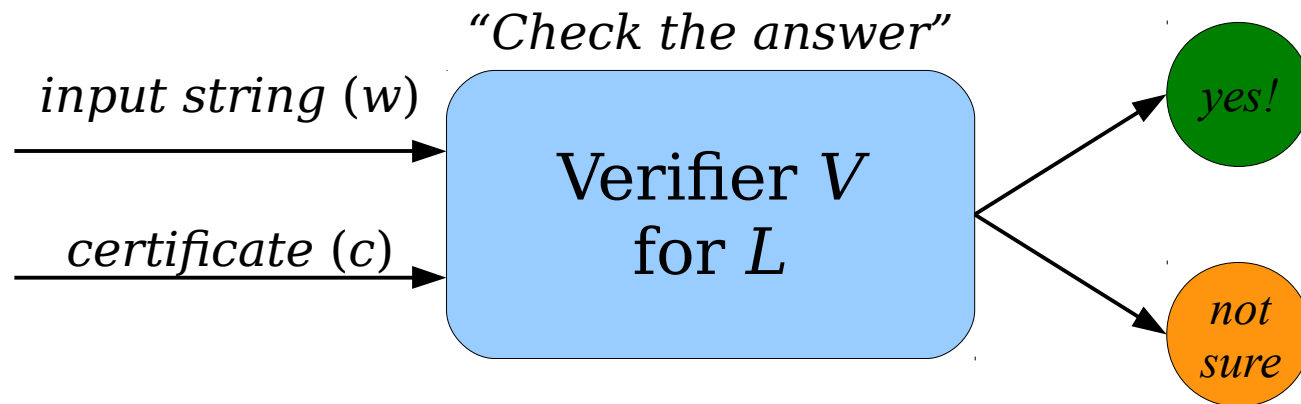 “Check the answer”
input string (w)
certificate (c)
Verifier V
for L
yes!
not
sure